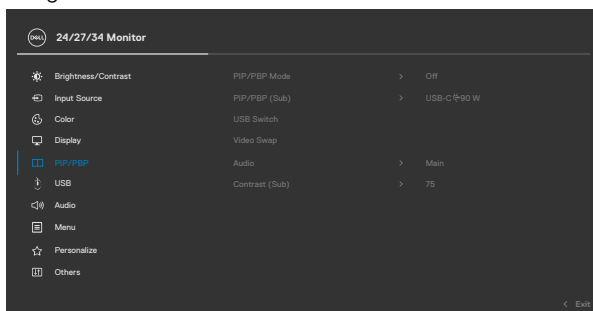 DELL 24/27/34 Monitor
Brightness/Contrast PIP/PBP Mode > Off
Input Source PIP/PBP (Sub) > USB-C 90 W
Color USB Switch
Display Video Swap
PIP/PBP Audio > Main
USB Contrast (Sub) > 75
Audio
Menu
Personalize
Others
< Exit